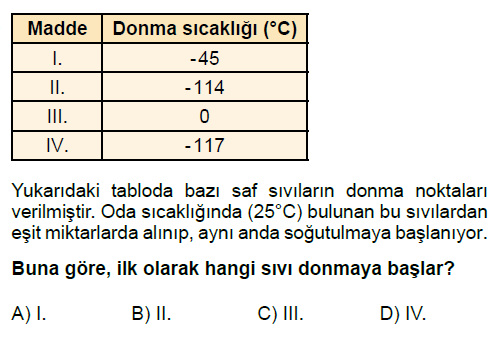 Madde Donma sıcaklığı (°C)
I. -45
II. -114
III. 0
IV. -117
Yukarıdaki tabloda bazı saf sıvıların donma noktaları
verilmiştir. Oda sıcaklığında (25°C) bulunan bu sıvılardan
eşit miktarlarda alınıp, aynı anda soğutulmaya başlanıyor.
Buna göre, ilk olarak hangi sıvı donmaya başlar?
A) I. B) II. C) III. D) IV.